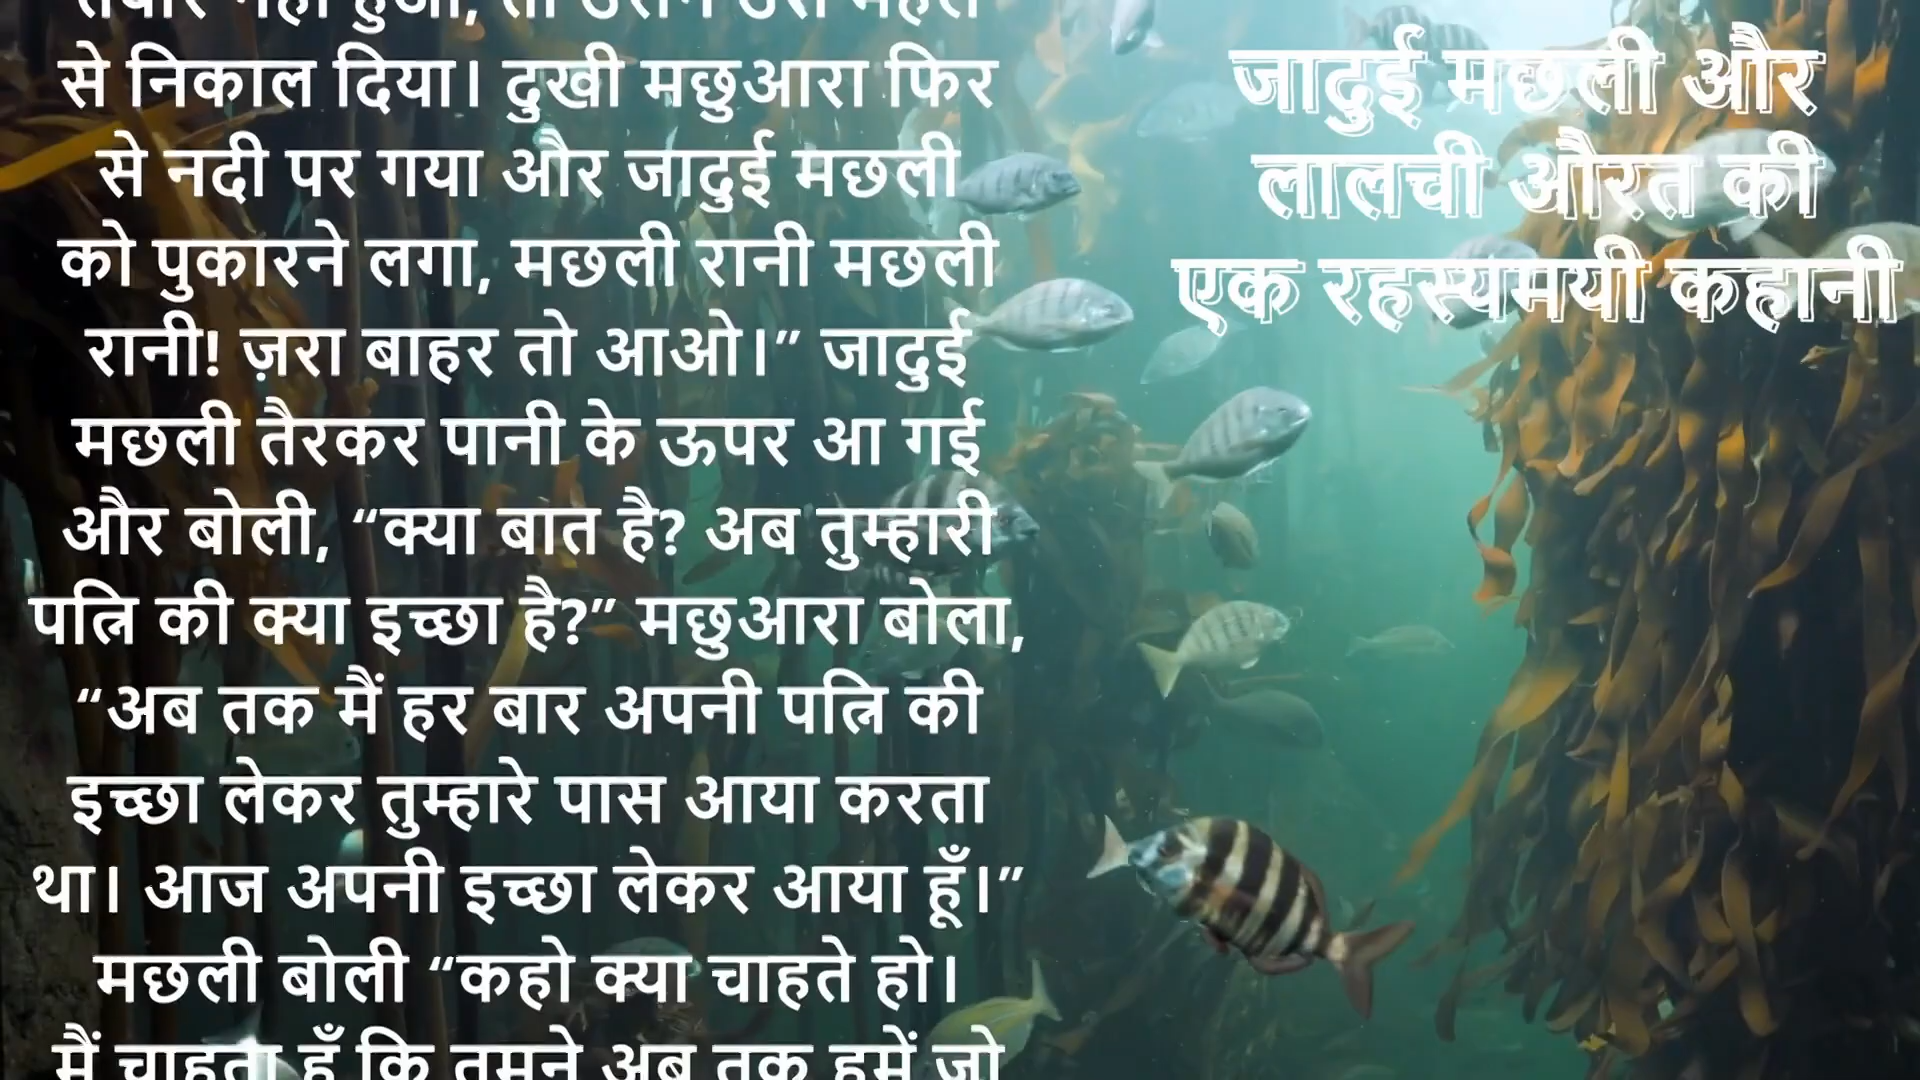 तैयार नहीं हुआ, तो उसने उसे महल
से निकाल दिया। दुखी मछुआरा फिर
से नदी पर गया और जादुई मछली
को पुकारने लगा, मछली रानी मछली
रानी! ज़रा बाहर तो आओ।” जादुई
मछली तैरकर पानी के ऊपर आ गई
और बोली, “क्या बात है? अब तुम्हारी
पत्नि की क्या इच्छा है?” मछुआरा बोला,
“अब तक मैं हर बार अपनी पत्नि की
इच्छा लेकर तुम्हारे पास आया करता
था। आज अपनी इच्छा लेकर आया हूँ।”
मछली बोली “कहो क्या चाहते हो।
मैं चाहता हूँ कि तुमने अब तक हमें जो
जादुई मछली और
लालची औरत की
एक रहस्यमयी कहानी